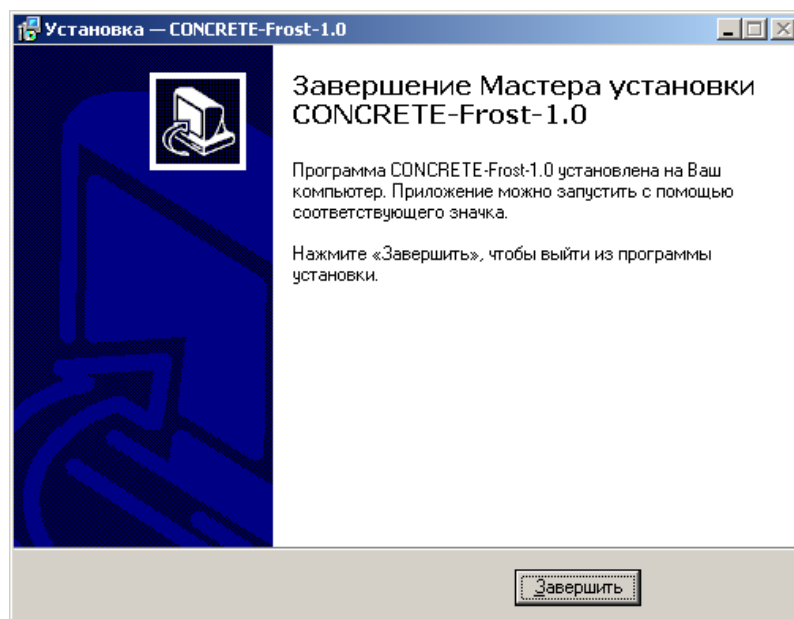 Установка — CONCRETE-Frost-1.0
Завершение Мастера установки
CONCRETE-Frost-1.0
Программа CONCRETE-Frost-1.0 установлена на Ваш
компьютер. Приложение можно запустить с помощью
соответствующего значка.
Нажмите «Завершить», чтобы выйти из программы
установки.
Завершить